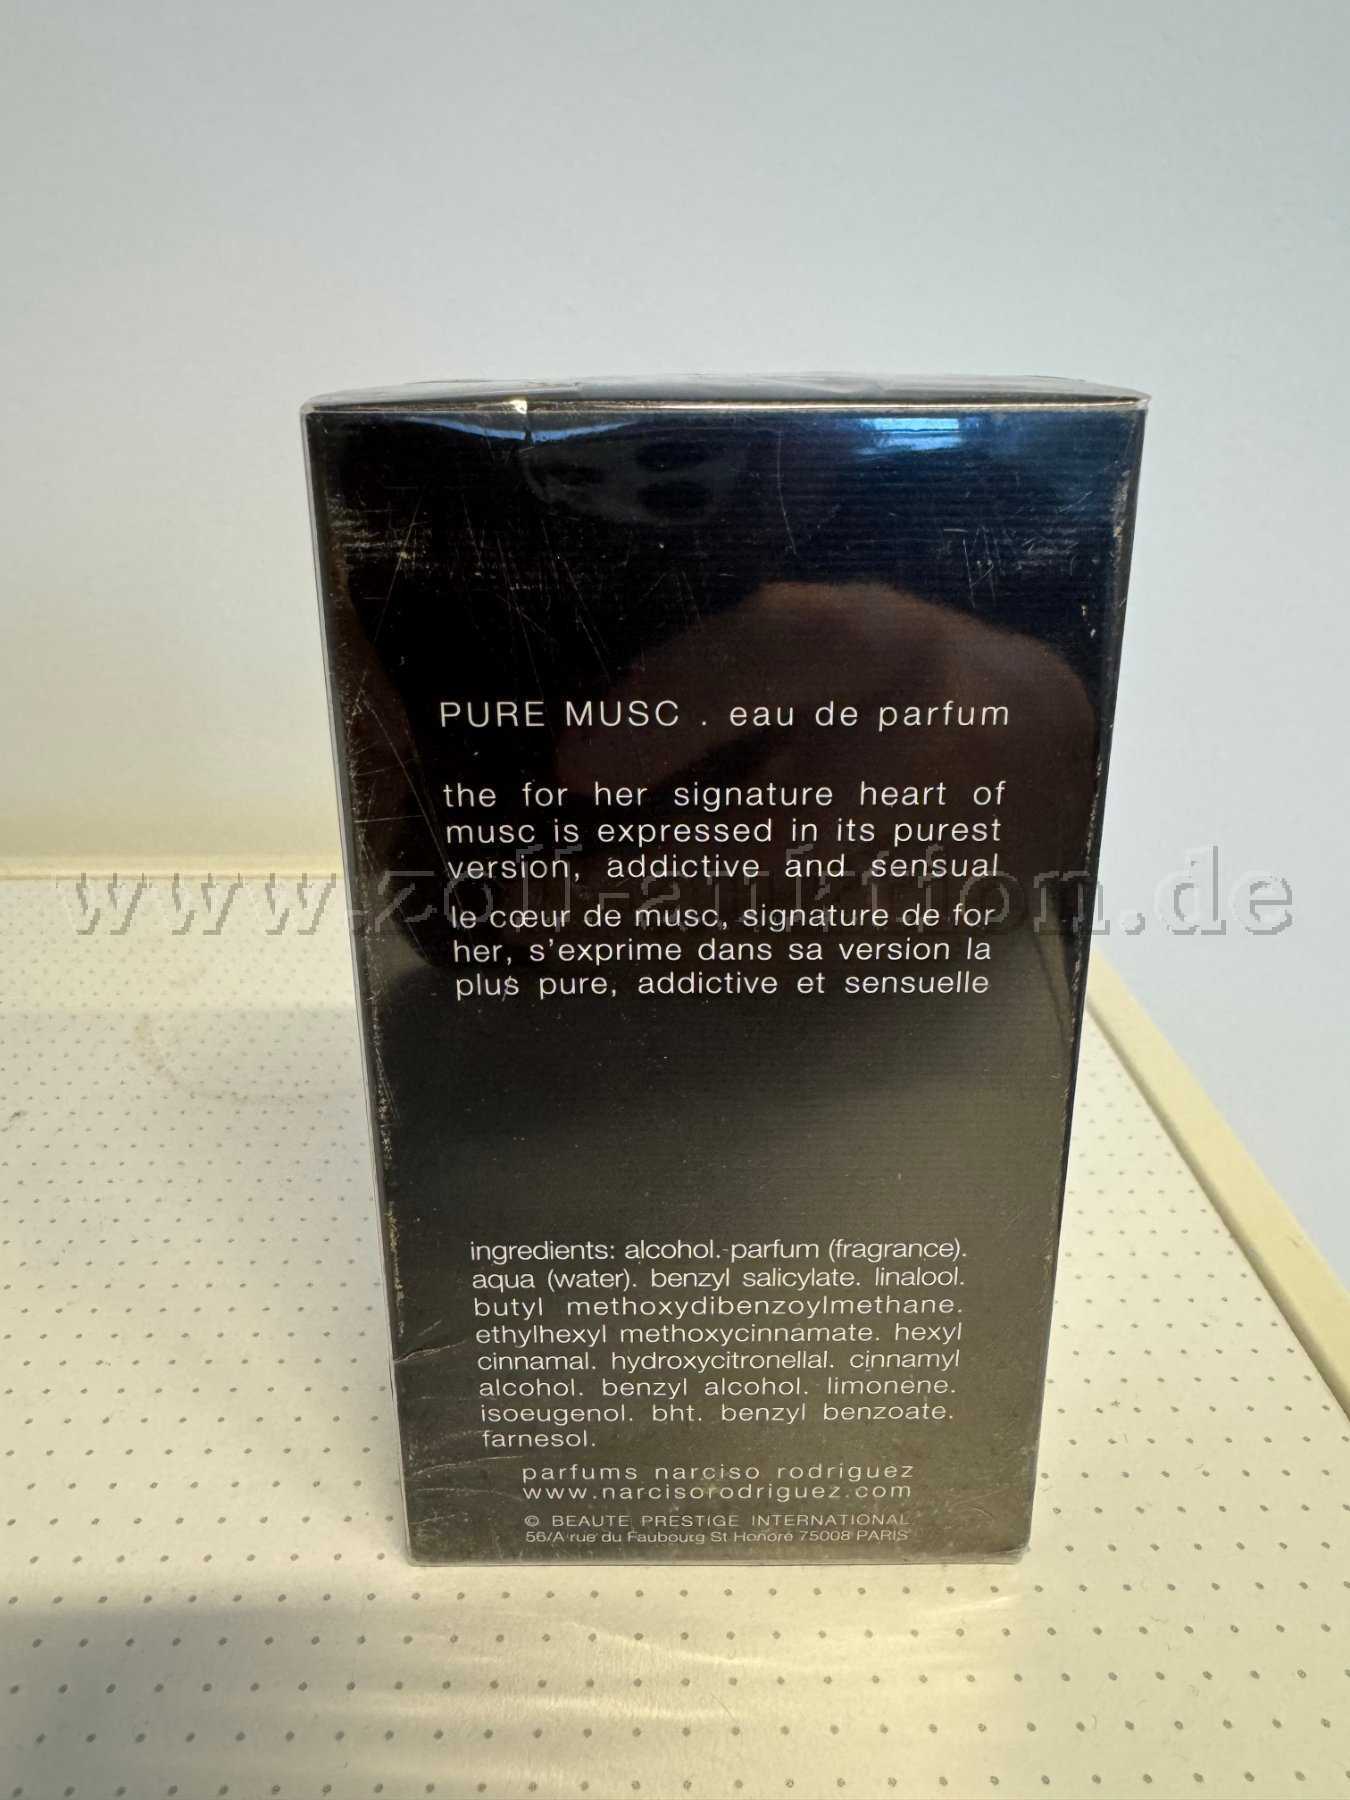 PURE MUSC . eau de parfum
the for her signature heart of
musc is expressed in its purest
version, addictive and sensual
www.zoll-auktion.de
le cœur de musc, signature de for
her, s'exprime dans sa version la
plus pure, addictive et sensuelle
ingredients: alcohol. parfum (fragrance).
aqua (water). benzyl salicylate. linalool.
butyl methoxydibenzoylmethane.
ethylhexyl methoxycinnamate. hexyl
cinnamal. hydroxycitronellal. cinnamyl
alcohol. benzyl alcohol. limonene.
isoeugenol. bht. benzyl benzoate.
farnesol.
parfums narciso rodriguez
www.narcisorodriguez.com
© BEAUTE PRESTIGE INTERNATIONAL
56/A rue du Faubourg St Honoré 75008 PARIS